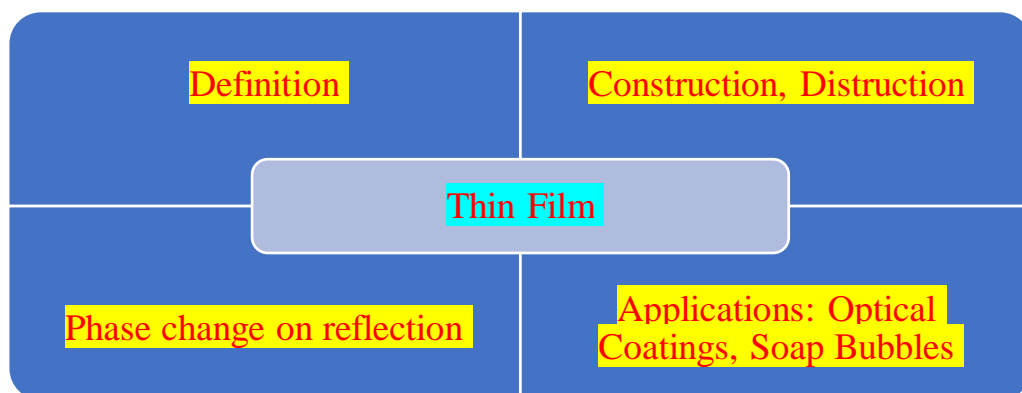 Definition
Construction, Distruction
Thin Film
Phase change on reflection
Applications: Optical
Coatings, Soap Bubbles